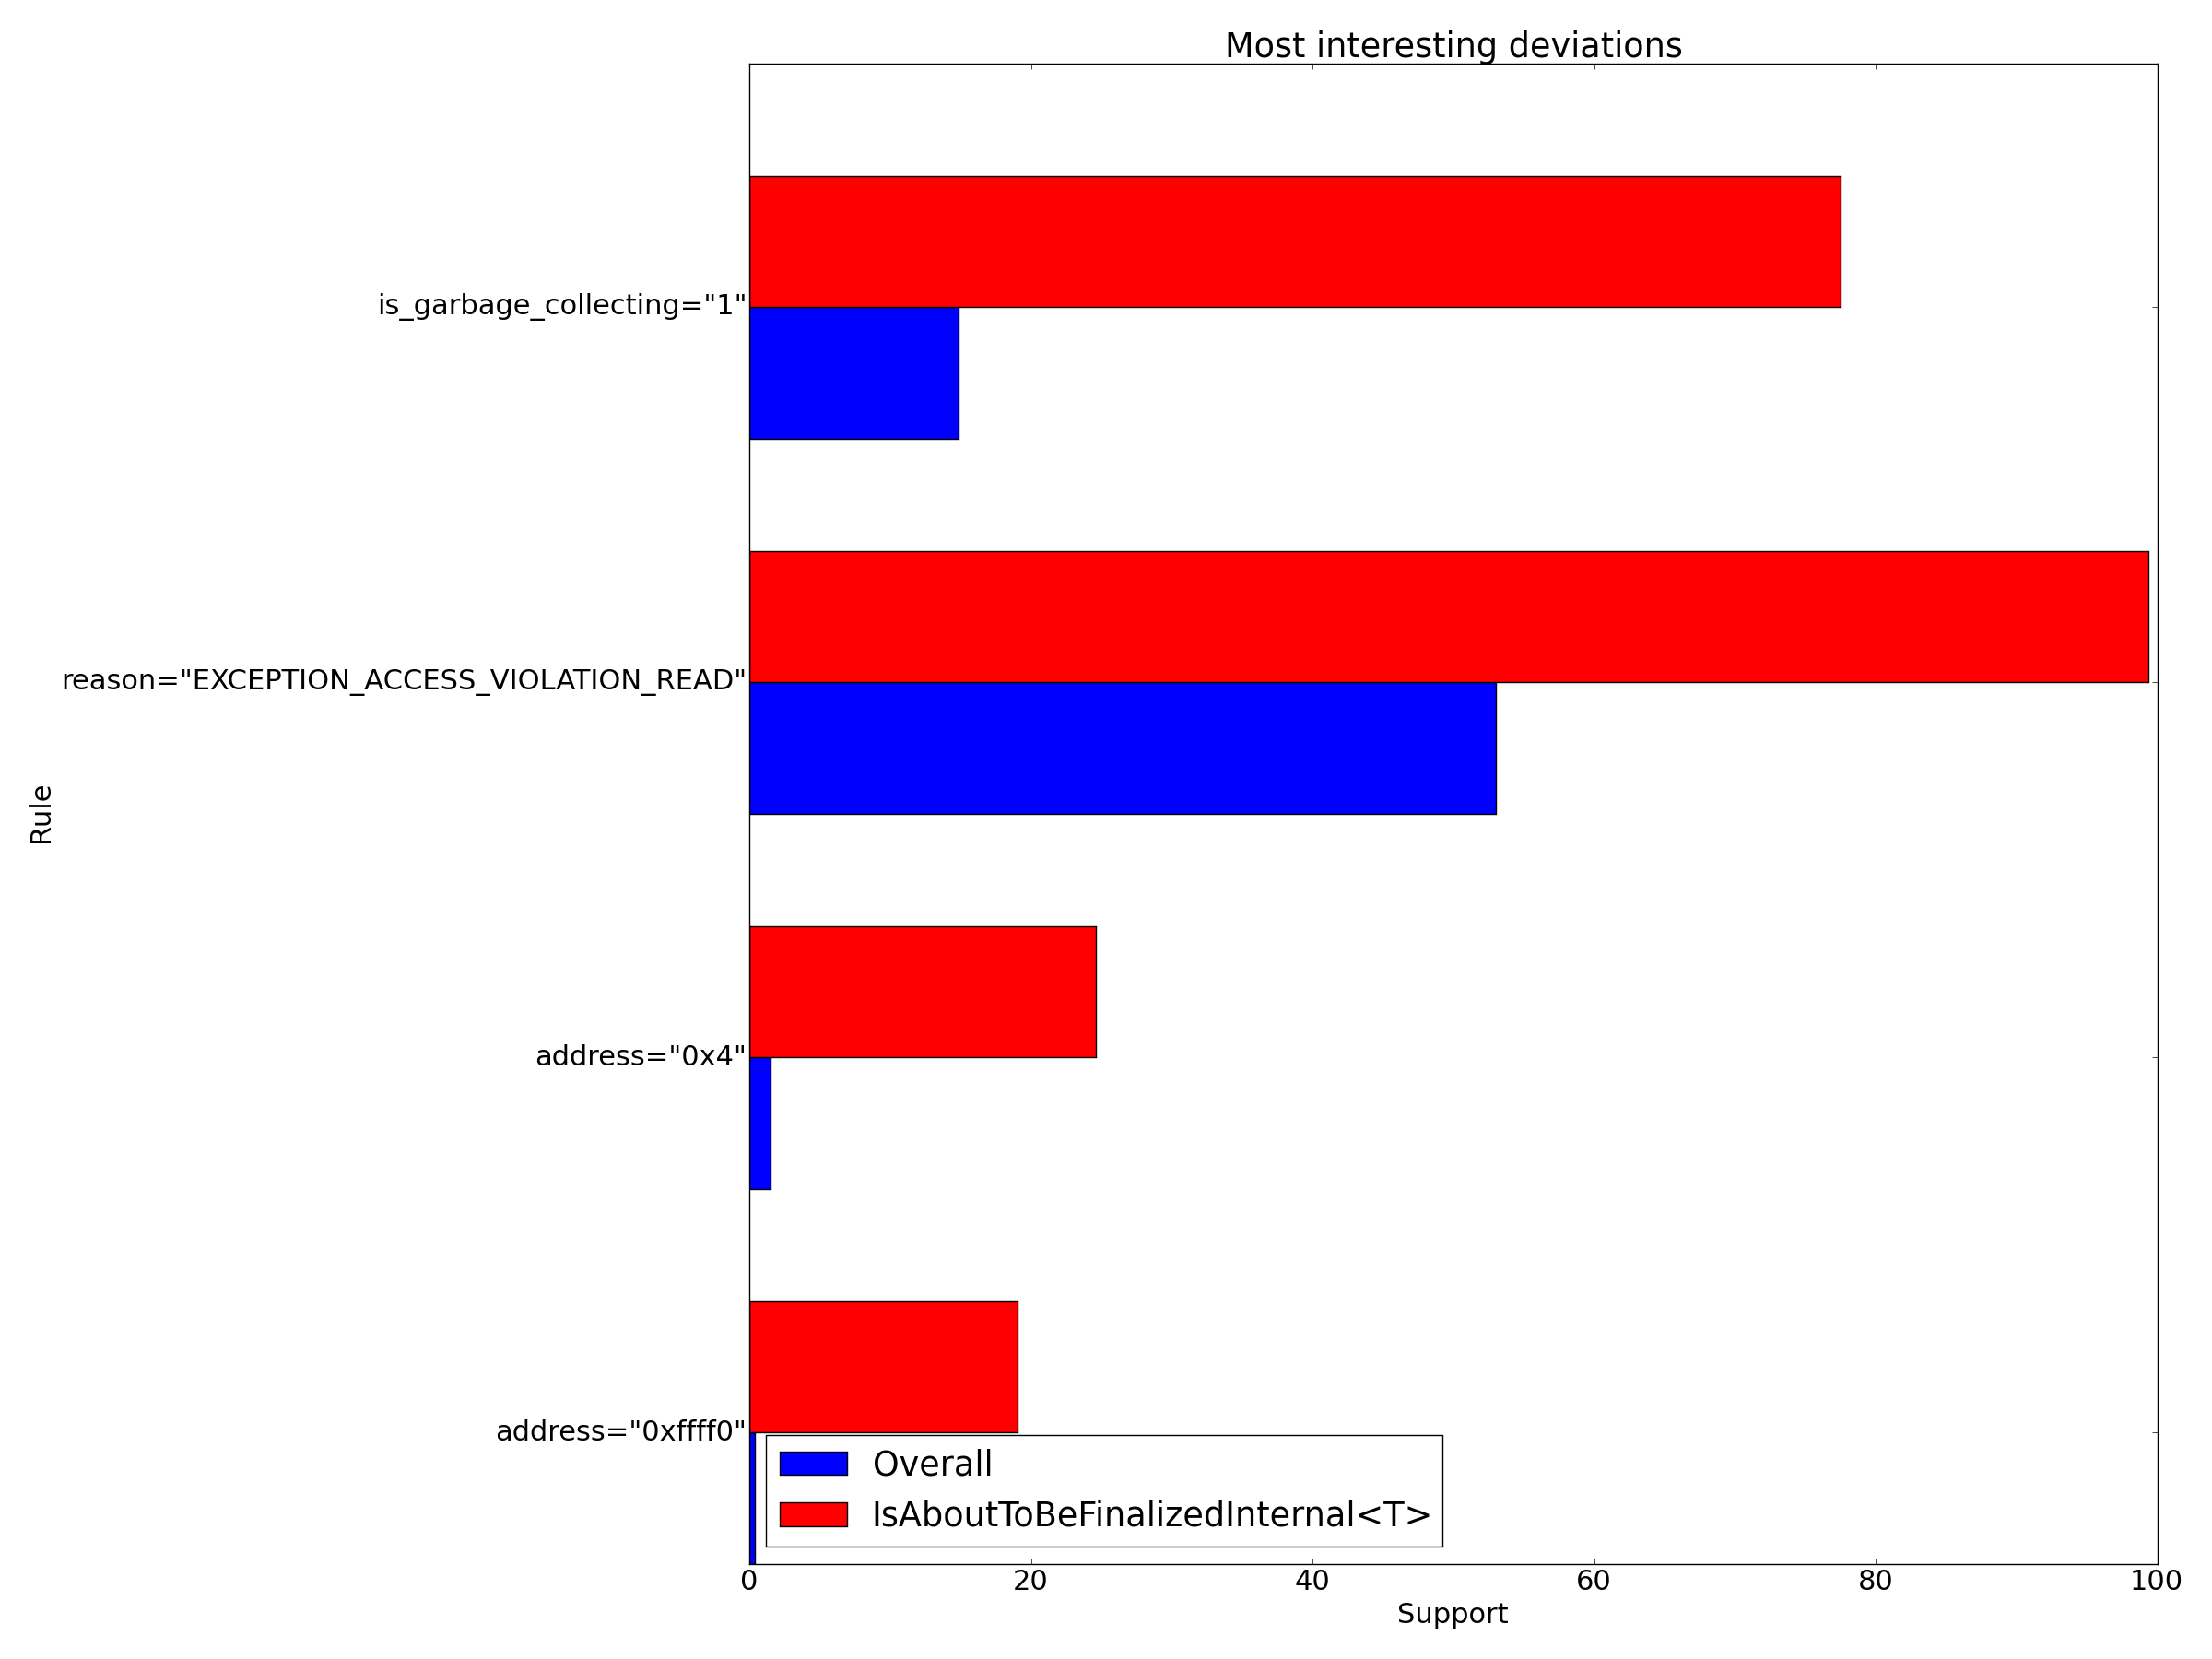 Most interesting deviations
is_garbage_collecting="1"
reason="EXCEPTION_ACCESS_VIOLATION_READ"
Rule
address="0x4"
address="0xffff0"
Overall
IsAboutToBeFinalizedInternal<T>
0 20 40 60 80 100
Support